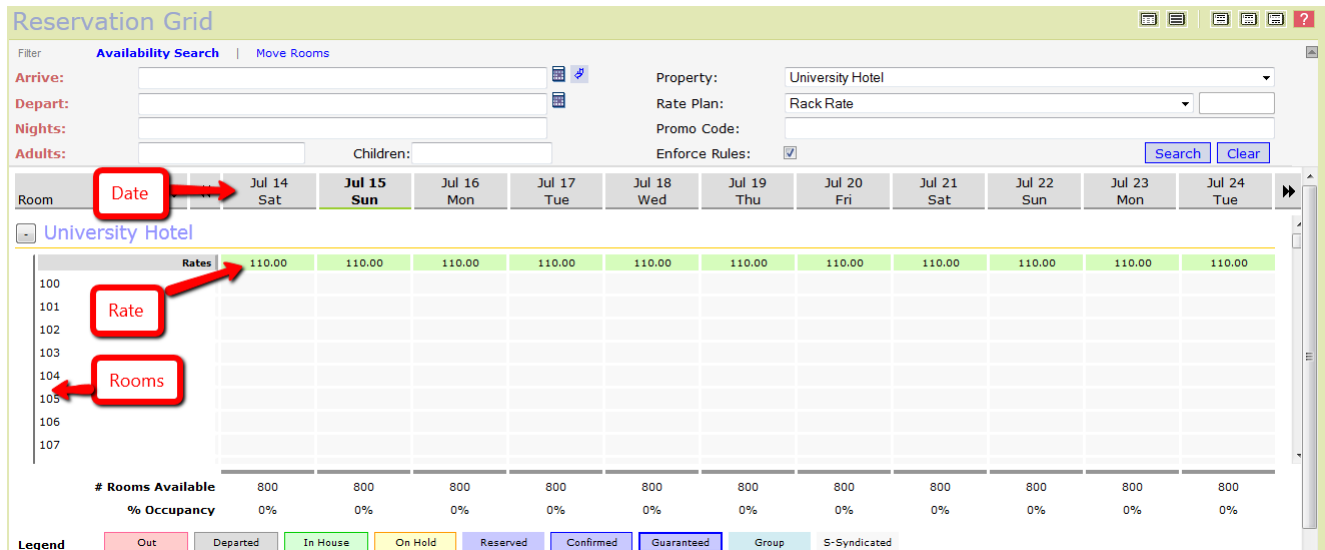 Reservation Grid ?
Filter Availability Search | Move Rooms
Arrive: Property: University Hotel
Depart: Rate Plan: Rack Rate
Nights: Promo Code:
Adults: Children: Enforce Rules: Search Clear
Jul 14 Jul 15 Jul 16 Jul 17 Jul 18 Jul 19 Jul 20 Jul 21 Jul 22 Jul 23 Jul 24
Room Date Sat Sun Mon Tue Wed Thu Fri Sat Sun Mon Tue
- University Hotel
Rates 110.00 110.00 110.00 110.00 110.00 110.00 110.00 110.00 110.00 110.00 110.00
100
101 Rate
102
103
104 Rooms
105
106
107
# Rooms Available 800 800 800 800 800 800 800 800 800 800 800
% Occupancy 0% 0% 0% 0% 0% 0% 0% 0% 0% 0% 0%
Legend Out Departed In House On Hold Reserved Confirmed Guaranteed Group S-Syndicated